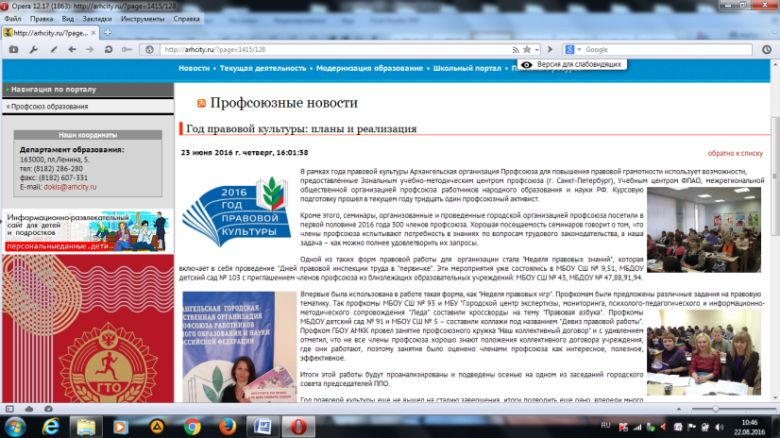 Opera 12.17 (1863): http://arhcity.ru/?page=1415/128
Файл Правка Вид Закладки Инструменты Справка
http://arhcity.ru/?page...
http://arhcity.ru/?page=1415/128
Google
Версия для слабовидящих
Новости • Текущая деятельность • Модернизация образования • Школьный портал
Навигация по порталу
« Профсоюз образования
Наши координаты
Департамент образования:
163000, пл.Ленина, 5.
тел: (8182) 286-280
факс: (8182) 607-331
E-mail: dokis@arhcity.ru
Информационно-развлекательный
сайт для детей
и подростков
персональныеданные.дети
ГТО
Профсоюзные новости
Год правовой культуры: планы и реализация
23 июня 2016 г. четверг, 16:01:38
обратно к списку
2016
ГОД
ПРАВОВОЙ
КУЛЬТУРЫ
В рамках года правовой культуры Архангельская организация Профсоюза для повышения правовой грамотности использует возможности,
предоставленные Зональным учебно-методическим центром профсоюза (г. Санкт-Петербург), Учебным центром ФПАО, межрегиональной
общественной организацией профсоюза работников народного образования и науки РФ. Курсовую
подготовку прошел в текущем году тридцать один профсоюзный активист.
Кроме этого, семинары, организованные и проведенные городской организацией профсоюза посетили в
первой половине 2016 года 300 членов профсоюза. Хорошая посещаемость семинаров говорит о том, что
члены профсоюза испытывают потребность в знаниях по вопросам трудового законодательства, а наша
задача – как можно полнее удовлетворить их запросы.
Одной из таких форм правовой работы для организации стала "Неделя правовых знаний", которая
включает в себя проведение "Дней правовой инспекции труда в "первичке". Эти мероприятия уже состоялись в МБОУ СШ № 9,51, МБДОУ
детский сад № 103 с приглашением членов профсоюза из близлежащих образовательных учреждений: МБОУ СШ № 43, МБДОУ № 47,88,91,94.
АНГЕЛЬСКАЯ ГОРОДСКАЯ
СТВЕННАЯ ОРГАНИЗАЦИЯ
РОФСОЮЗА РАБОТНИКОВ
ОГО ОБРАЗОВАНИЯ И НАУКИ
ОССИЙСКОЙ ФЕДЕРАЦИИ
Впервые была использована в работе такая форма, как "Неделя правовых игр". Профкомам были предложены различные задания на правовую
тематику. Так профкомы МБОУ СШ № 93 и МБУ "Городской центр экспертизы, мониторинга, психолого-педагогического и информационно-
методического сопровождения "Леда" составили кроссворды на тему "Правовая азбука". Профкомы
МБДОУ детский сад № 91 и МБОУ СШ № 5 – составили коллажи под названием "Девиз правовой работы".
Профком ГБОУ АМКК провел занятие профсоюзного кружка "Наш коллективный договор" и с удивлением
отметил, что не все члены профсоюза хорошо знают положения коллективного договора учреждения,
где они работают, поэтому занятие было оценено членами профсоюза как интересное, полезное,
эффективное.
Итоги этой работы будут проанализированы и подведены осенью на одном из заседаний городского
совета председателей ППО.
Год правовой культуры еще не вышел на стадию завершения, итоги подводить еще рано, впереди много
RU
10:46
22.08.2016